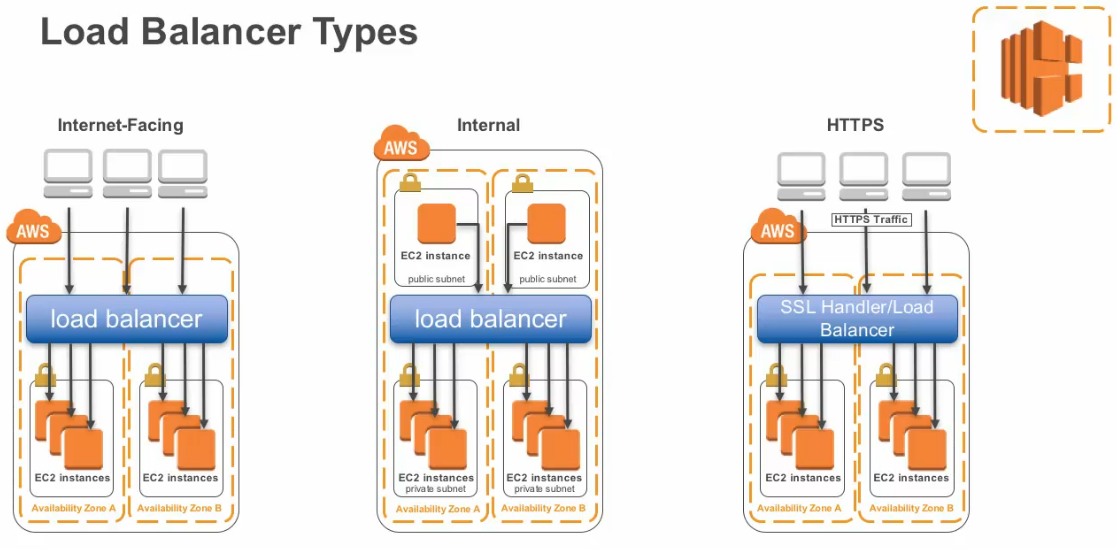 Load Balancer Types
Internet-Facing
AWS
load balancer
EC2 instances
EC2 instances
Availability Zone A
Availability Zone B
Internal
AWS
EC2 instance
public subnet
EC2 instance
public subnet
load balancer
EC2 instances
private subnet
EC2 instances
private subnet
Availability Zone A
Availability Zone B
HTTPS
HTTPS Traffic
AWS
SSL Handler/Load
Balancer
EC2 instances
EC2 instances
Availability Zone A
Availability Zone B